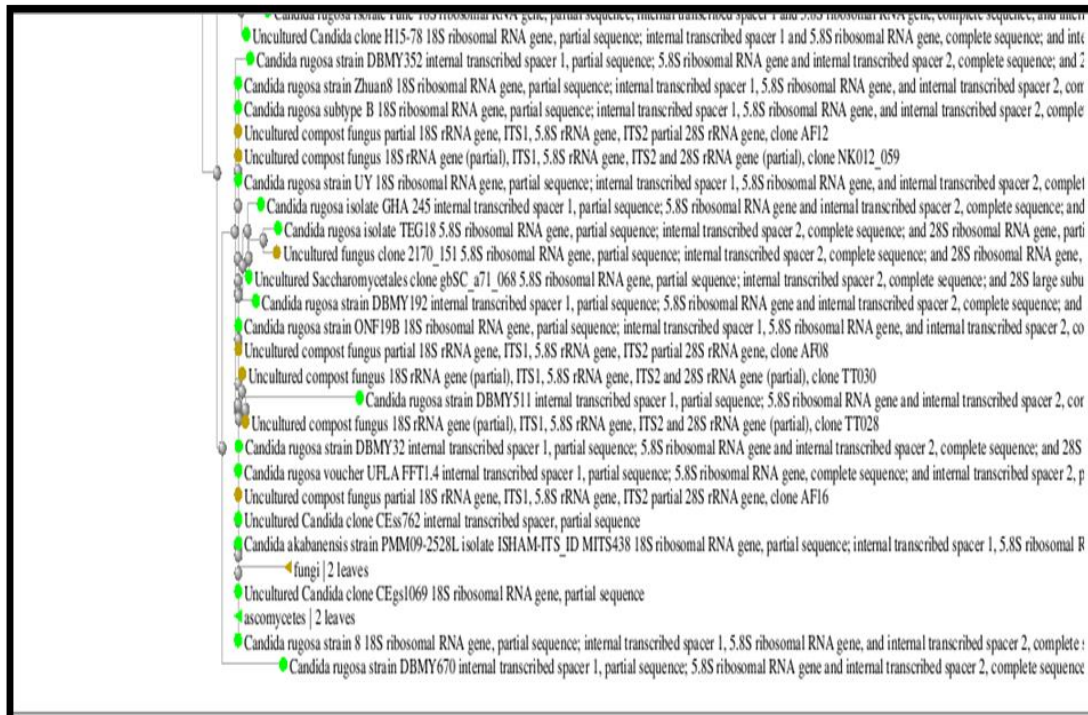 Candida rugosa isolate 18S ribosomal RNA gene, partial sequence; internal transcribed spacer 1 and 5.8S ribosomal RNA gene, complete sequence; and
Uncultured Candida clone H15-78 18S ribosomal RNA gene, partial sequence; internal transcribed spacer 1 and 5.8S ribosomal RNA gene, complete sequence; and inte
Candida rugosa strain DBMY352 internal transcribed spacer 1, partial sequence; 5.8S ribosomal RNA gene and internal transcribed spacer 2, complete sequence; and 2
Candida rugosa strain Zhuan8 18S ribosomal RNA gene, partial sequence; internal transcribed spacer 1, 5.8S ribosomal RNA gene, and internal transcribed spacer 2, com
Candida rugosa subtype B 18S ribosomal RNA gene, partial sequence; internal transcribed spacer 1, 5.8S ribosomal RNA gene, and internal transcribed spacer 2, comple
Uncultured compost fungus partial 18S rRNA gene, ITS1, 5.8S rRNA gene, ITS2 partial 28S rRNA gene, clone AF12
Uncultured compost fungus 18S rRNA gene (partial), ITS1, 5.8S rRNA gene, ITS2 and 28S rRNA gene (partial), clone NK012_059
Candida rugosa strain UY 18S ribosomal RNA gene, partial sequence; internal transcribed spacer 1, 5.8S ribosomal RNA gene, and internal transcribed spacer 2, complet
Candida rugosa isolate GHA 245 internal transcribed spacer 1, partial sequence; 5.8S ribosomal RNA gene and internal transcribed spacer 2, complete sequence; and
Candida rugosa isolate TEG18 5.8S ribosomal RNA gene, partial sequence; internal transcribed spacer 2, complete sequence; and 28S ribosomal RNA gene, parti
Uncultured fungus clone 2170_151 5.8S ribosomal RNA gene, partial sequence; internal transcribed spacer 2, complete sequence; and 28S ribosomal RNA gene,
Uncultured Saccharomycetales clone gbSC_a71_068 5.8S ribosomal RNA gene, partial sequence; internal transcribed spacer 2, complete sequence; and 28S large subu
Candida rugosa strain DBMY192 internal transcribed spacer 1, partial sequence; 5.8S ribosomal RNA gene and internal transcribed spacer 2, complete sequence; and
Candida rugosa strain ONF19B 18S ribosomal RNA gene, partial sequence; internal transcribed spacer 1, 5.8S ribosomal RNA gene, and internal transcribed spacer 2, co
Uncultured compost fungus partial 18S rRNA gene, ITS1, 5.8S rRNA gene, ITS2 partial 28S rRNA gene, clone AF08
Uncultured compost fungus 18S rRNA gene (partial), ITS1, 5.8S rRNA gene, ITS2 and 28S rRNA gene (partial), clone TT030
Candida rugosa strain DBMY511 internal transcribed spacer 1, partial sequence; 5.8S ribosomal RNA gene and internal transcribed spacer 2, com
Uncultured compost fungus 18S rRNA gene (partial), ITS1, 5.8S rRNA gene, ITS2 and 28S rRNA gene (partial), clone TT028
Candida rugosa strain DBMY32 internal transcribed spacer 1, partial sequence; 5.8S ribosomal RNA gene and internal transcribed spacer 2, complete sequence; and 28S
Candida rugosa voucher UFLA FFT1.4 internal transcribed spacer 1, partial sequence; 5.8S ribosomal RNA gene, complete sequence; and internal transcribed spacer 2, p
Uncultured compost fungus partial 18S rRNA gene, ITS1, 5.8S rRNA gene, ITS2 partial 28S rRNA gene, clone AF16
Uncultured Candida clone CEss762 internal transcribed spacer, partial sequence
Candida akabanensis strain PMM09-2528L isolate ISHAM-ITS_ID MITS438 18S ribosomal RNA gene, partial sequence; internal transcribed spacer 1, 5.8S ribosomal R
fungi | 2 leaves
Uncultured Candida clone CEgs1069 18S ribosomal RNA gene, partial sequence
ascomycetes | 2 leaves
Candida rugosa strain 8 18S ribosomal RNA gene, partial sequence; internal transcribed spacer 1, 5.8S ribosomal RNA gene, and internal transcribed spacer 2, complete s
Candida rugosa strain DBMY670 internal transcribed spacer 1, partial sequence; 5.8S ribosomal RNA gene and internal transcribed spacer 2, complete sequence